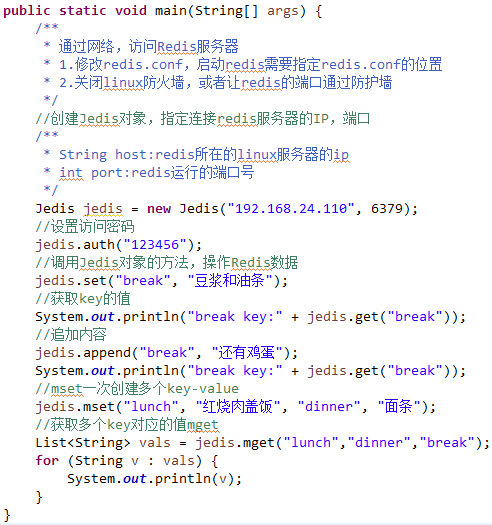 public static void main(String[] args) {
/**
* 通过网络，访问Redis服务器
* 1.修改redis.conf，启动redis需要指定redis.conf的位置
* 2.关闭linux防火墙，或者让redis的端口通过防护墙
*/
//创建Jedis对象，指定连接redis服务器的IP，端口
/**
* String host:redis所在的linux服务器的ip
* int port:redis运行的端口号
*/
Jedis jedis = new Jedis("192.168.24.110", 6379);
//设置访问密码
jedis.auth("123456");
//调用Jedis对象的方法，操作Redis数据
jedis.set("break", "豆浆和油条");
//获取key的值
System.out.println("break key:" + jedis.get("break"));
//追加内容
jedis.append("break", "还有鸡蛋");
System.out.println("break key:" + jedis.get("break"));
//mset一次创建多个key-value
jedis.mset("lunch", "红烧肉盖饭", "dinner", "面条");
//获取多个key对应的值mget
List<String> vals = jedis.mget("lunch","dinner","break");
for (String v : vals) {
System.out.println(v);
}
}